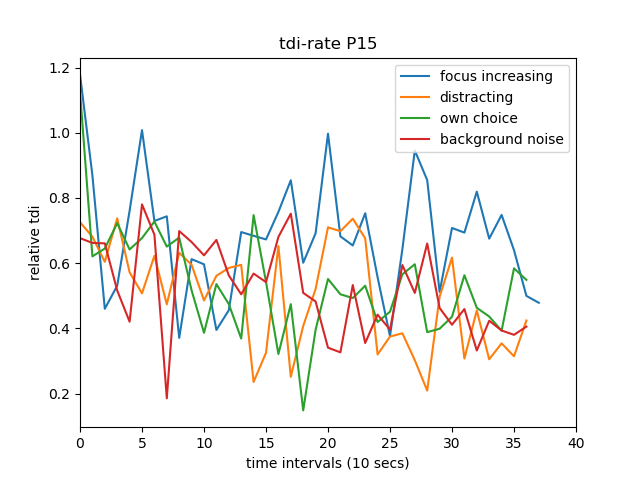 tdi-rate P15
focus increasing
distracting
own choice
background noise
relative tdi
1.2
1.0
0.8
0.6
0.4
0.2
0 5 10 15 20 25 30 35 40
time intervals (10 secs)